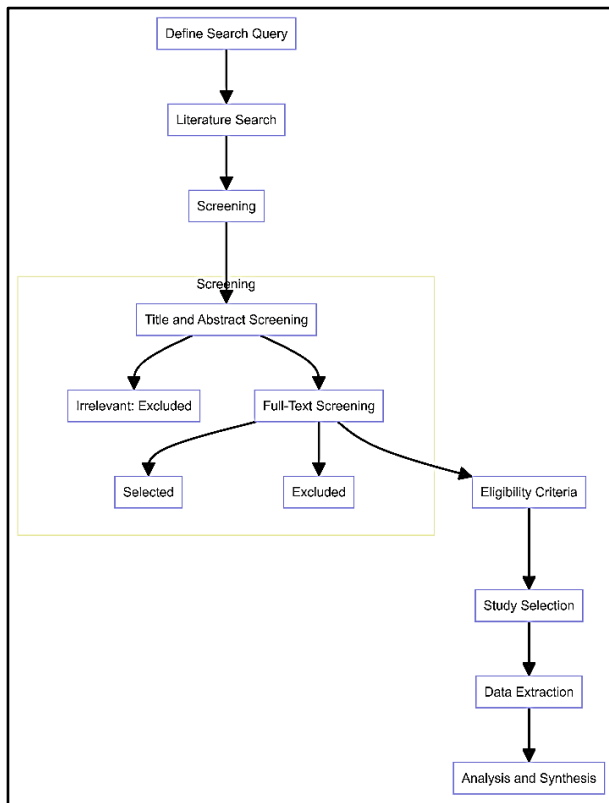 Define Search Query
Literature Search
Screening
Screening
Title and Abstract Screening
Irrelevant: Excluded
Full-Text Screening
Selected
Excluded
Eligibility Criteria
Study Selection
Data Extraction
Analysis and Synthesis